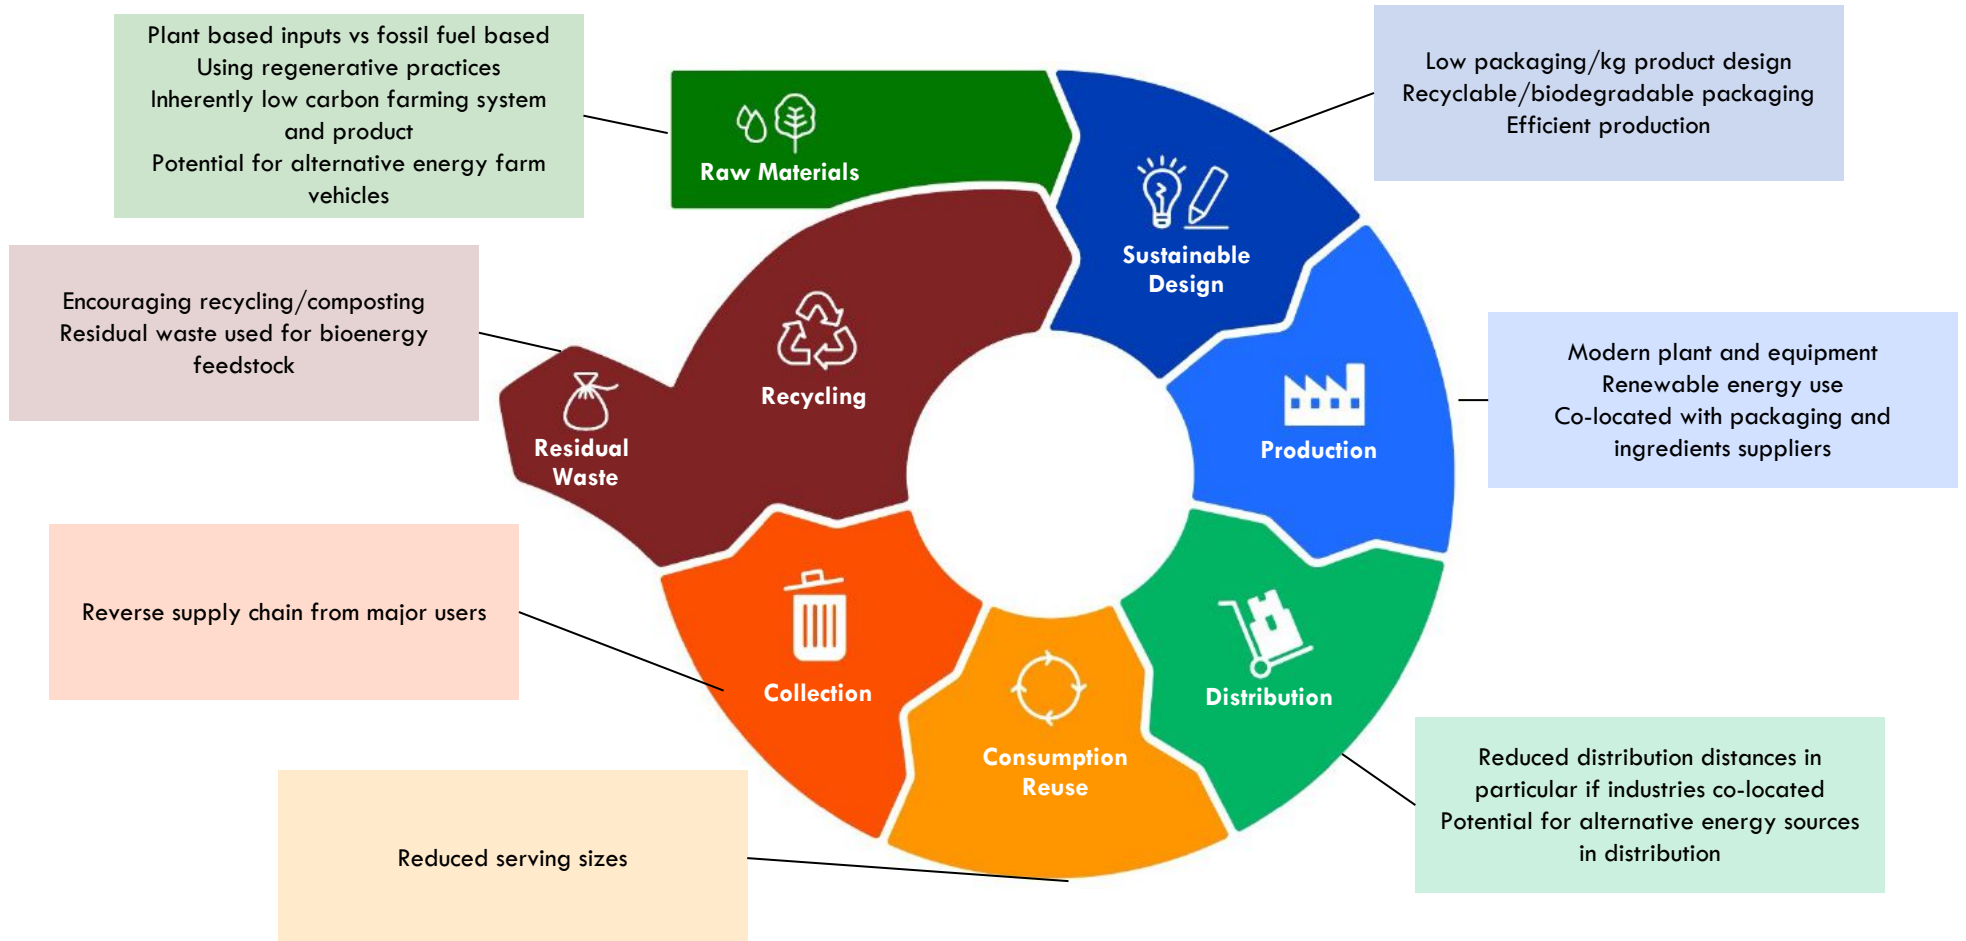 Plant based inputs vs fossil fuel based
Using regenerative practices
Inherently low carbon farming system
and product
Potential for alternative energy farm
vehicles
Raw Materials
Low packaging/kg product design
Recyclable/biodegradable packaging
Efficient production
Sustainable
Design
Modern plant and equipment
Renewable energy use
Co-located with packaging and
ingredients suppliers
Production
Reduced distribution distances in
particular if industries co-located
Potential for alternative energy sources
in distribution
Distribution
Consumption
Reuse
Reduced serving sizes
Collection
Reverse supply chain from major users
Recycling
Residual
Waste
Encouraging recycling/composting
Residual waste used for bioenergy
feedstock